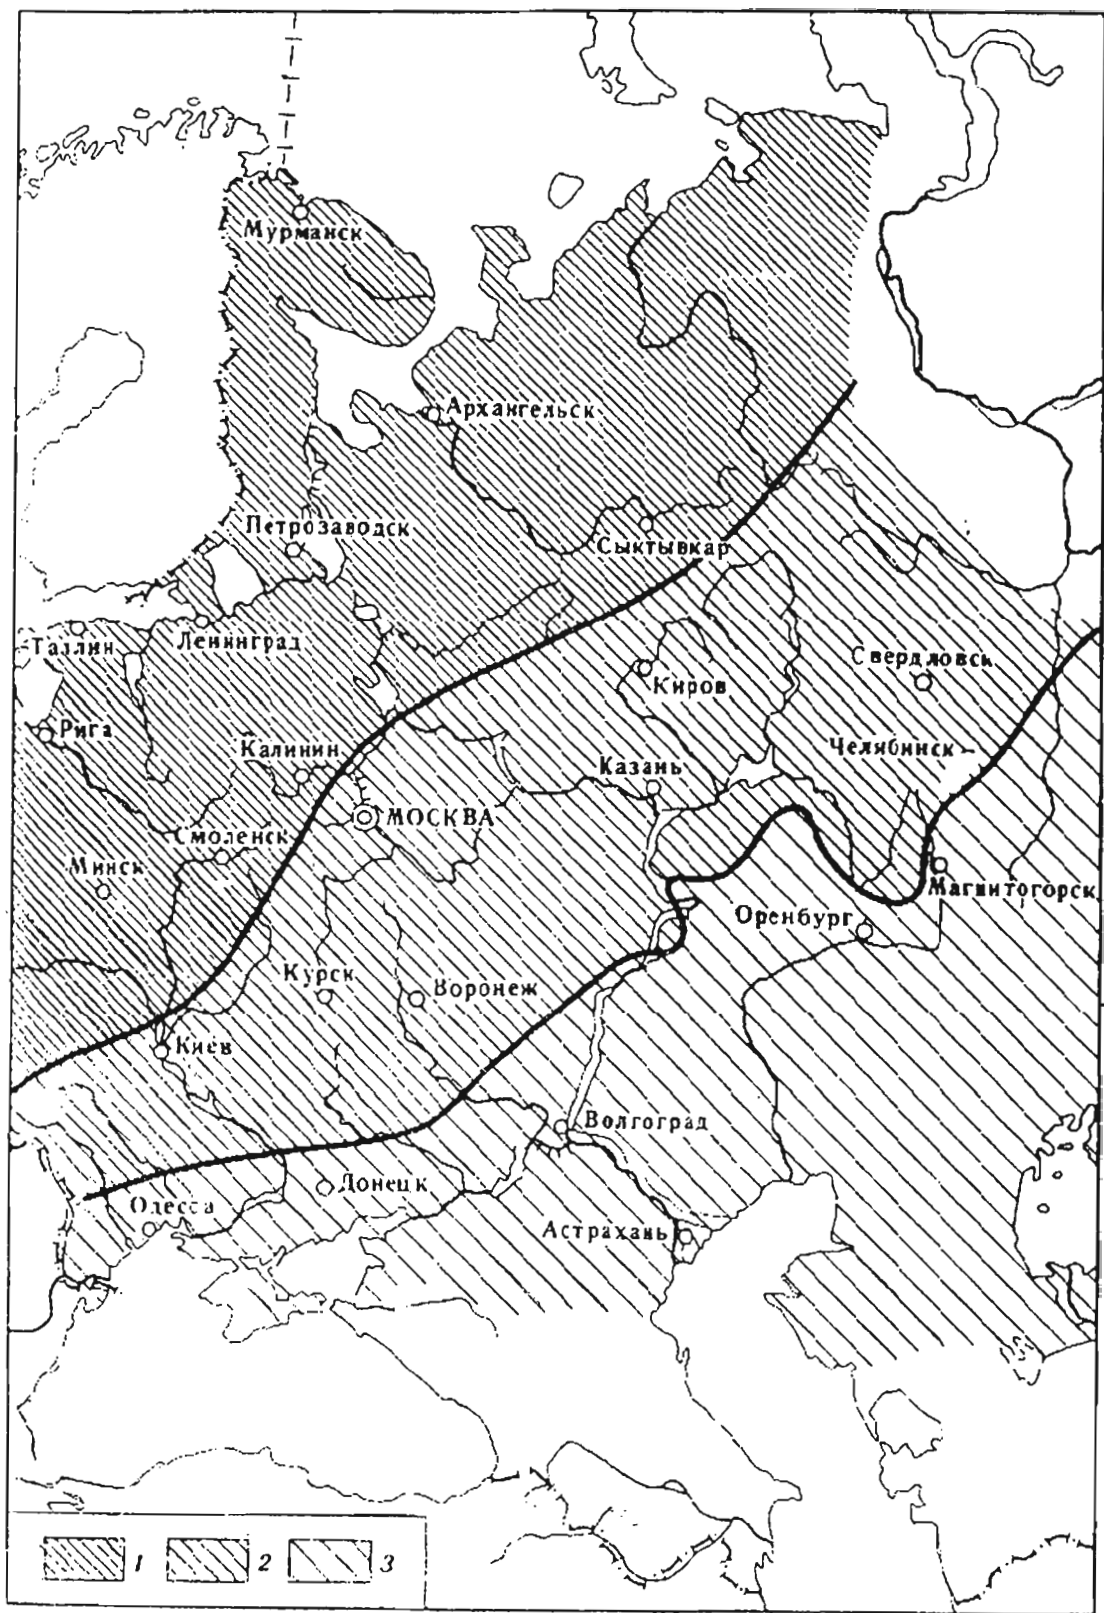 Мурманск
Архангельск
Петрозаводск
Сыктывкар
Таллин
Ленинград
Свердловск
Киров
Рига
Калинин
Челябинск
Казань
МОСКВА
Смоленск
Минск
Магнитогорск
Оренбург
Курск
Воронеж
Киев
Волгоград
Донецк
Одесса
Астрахань
1 2 3